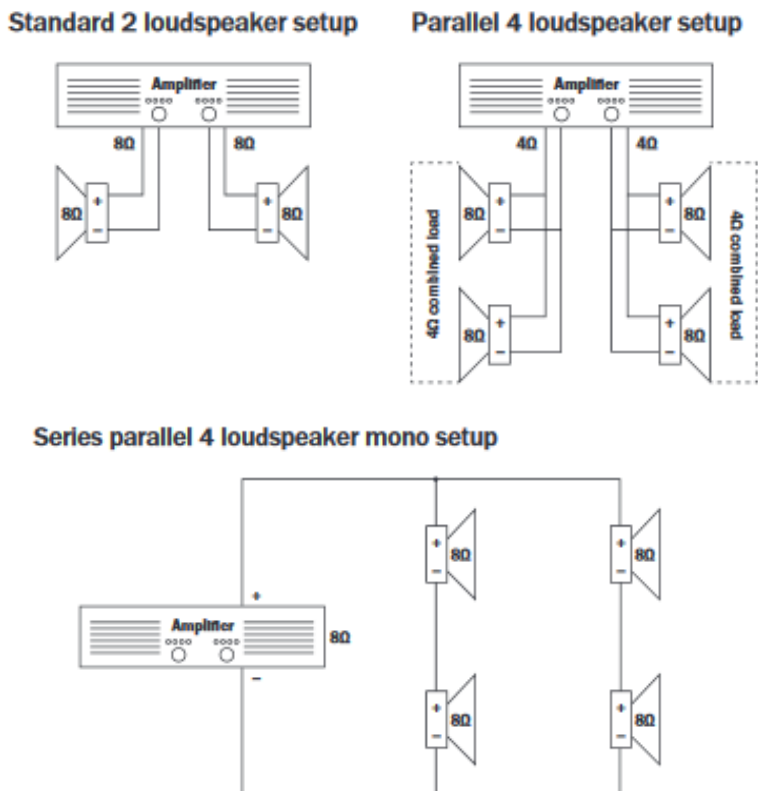 Standard 2 loudspeaker setup
Parallel 4 loudspeaker setup
Amplifier
8Ω 8Ω
+ +
8Ω 8Ω
– –
Amplifier
4Ω 4Ω
+ +
8Ω 8Ω
– –
4Ω combined load
4Ω combined load
+ +
8Ω 8Ω
– –
Series parallel 4 loudspeaker mono setup
+ +
8Ω 8Ω
– –
+
Amplifier
8Ω
–
+ +
8Ω 8Ω
– –